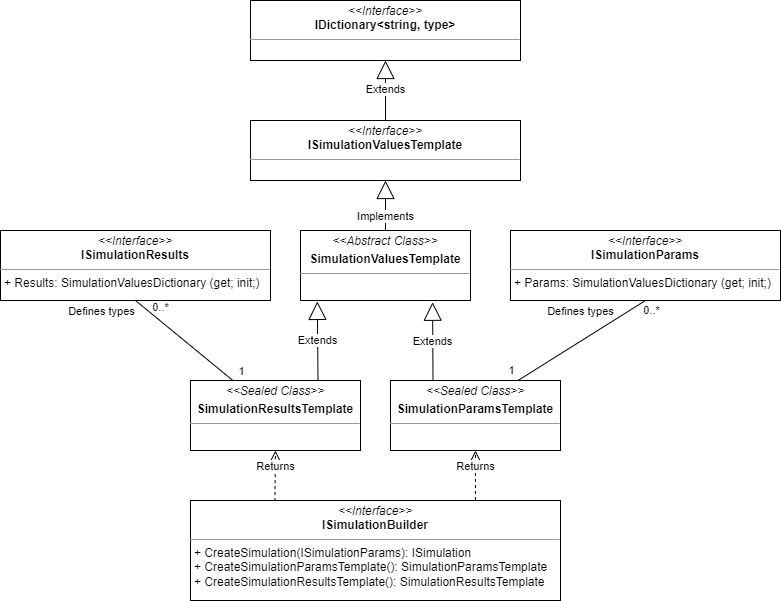 <<Interface>>
IDictionary<string, type>
Extends
<<Interface>>
ISimulationValuesTemplate
Implements
<<Interface>>
ISimulationResults
+ Results: SimulationValuesDictionary (get; init;)
<<Abstract Class>>
SimulationValuesTemplate
<<Interface>>
ISimulationParams
+ Params: SimulationValuesDictionary (get; init;)
Defines types
0..*
1
Extends
Extends
Defines types
0..*
1
<<Sealed Class>>
SimulationResultsTemplate
<<Sealed Class>>
SimulationParamsTemplate
Returns
Returns
<<Interface>>
ISimulationBuilder
+ CreateSimulation(ISimulationParams): ISimulation
+ CreateSimulationParamsTemplate(): SimulationParamsTemplate
+ CreateSimulationResultsTemplate(): SimulationResultsTemplate